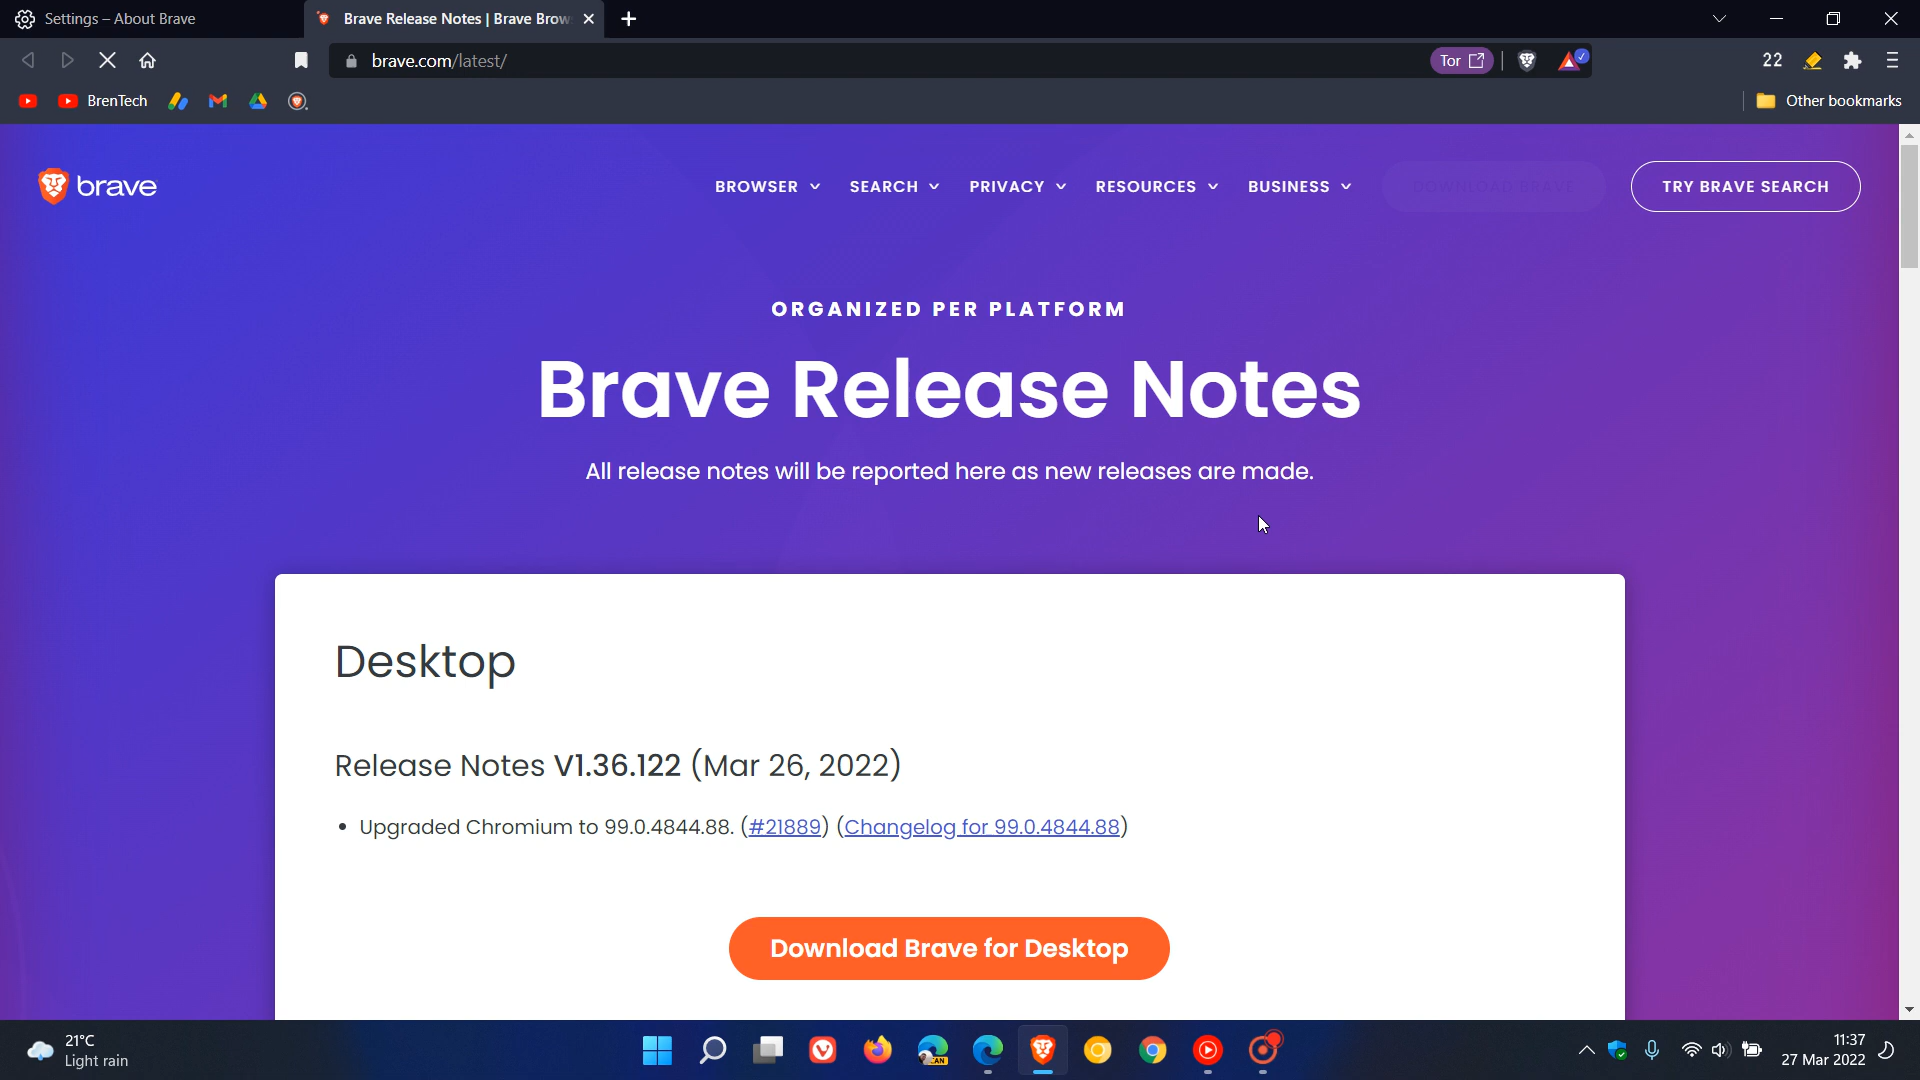 Settings – About Brave
Brave Release Notes | Brave Brow
brave.com/latest/
Tor
22
BrenTech
Other bookmarks
brave
BROWSER
SEARCH
PRIVACY
RESOURCES
BUSINESS
DOWNLOAD BRAVE
TRY BRAVE SEARCH
ORGANIZED PER PLATFORM
Brave Release Notes
All release notes will be reported here as new releases are made.
Desktop
Release Notes V1.36.122 (Mar 26, 2022)
• Upgraded Chromium to 99.0.4844.88. (#21889) (Changelog for 99.0.4844.88)
Download Brave for Desktop
21°C
Light rain
CAN
11:37
27 Mar 2022